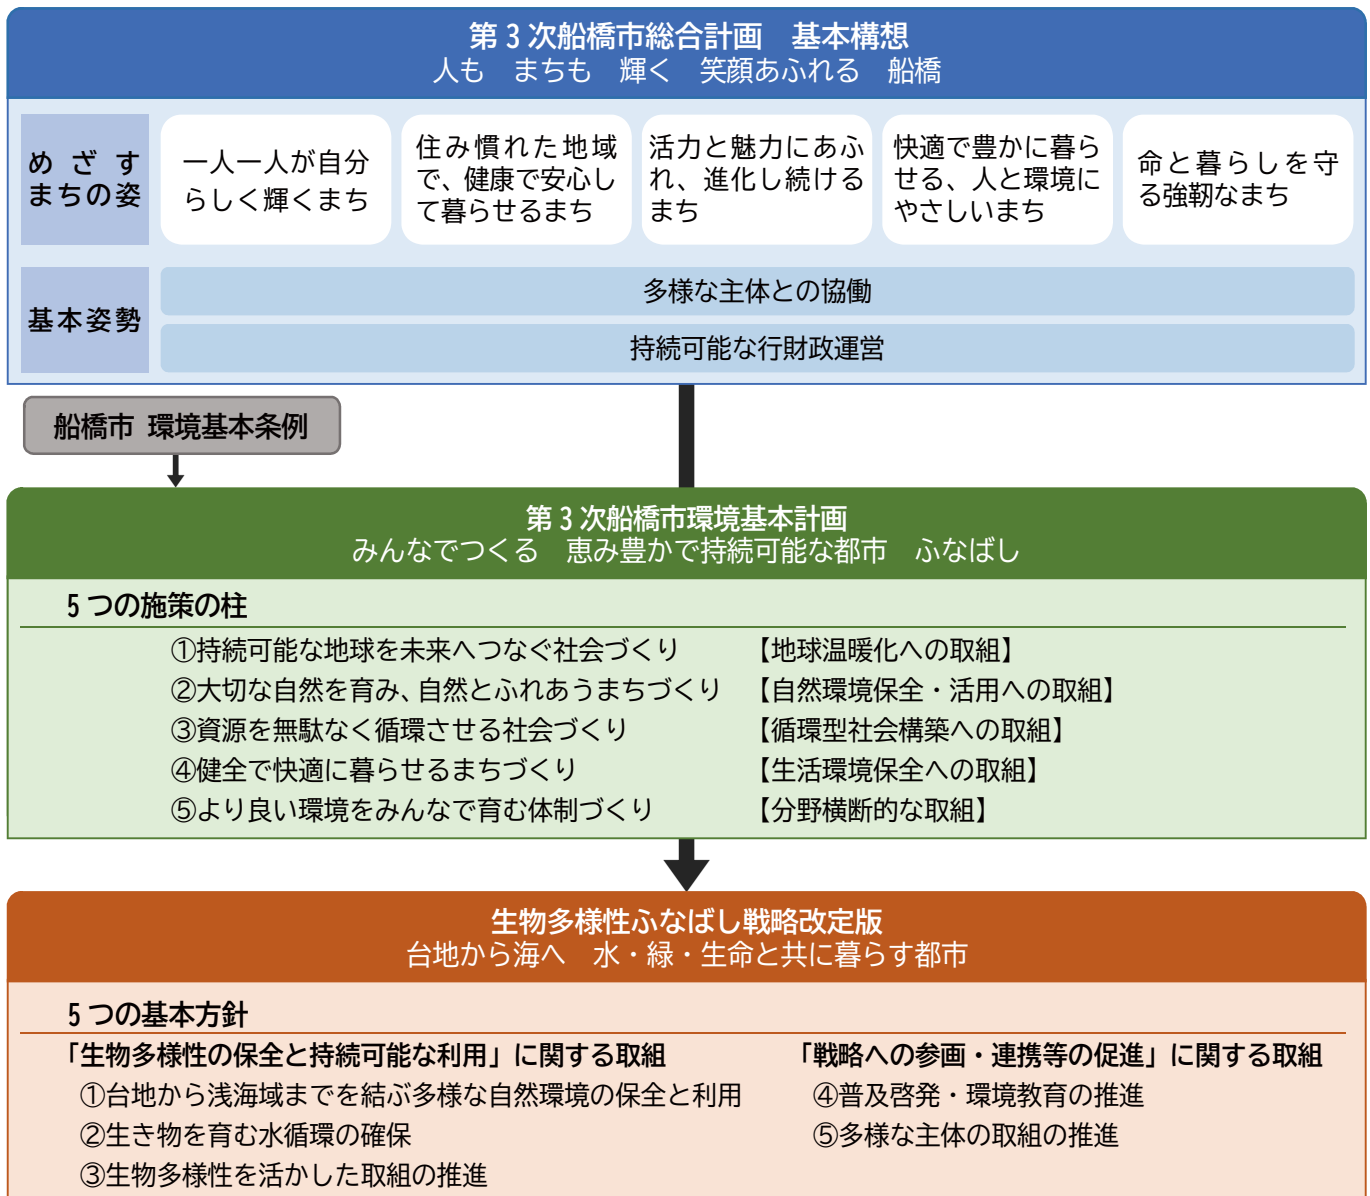 第3次船橋市総合計画　基本構想
人も　まちも　輝く　笑顔あふれる　船橋
めざす
まちの姿
一人一人が自分
らしく輝くまち
住み慣れた地域
で、健康で安心し
て暮らせるまち
活力と魅力にあふ
れ、進化し続ける
まち
快適で豊かに暮ら
せる、人と環境に
やさしいまち
命と暮らしを守
る強靭なまち
基本姿勢
多様な主体との協働
持続可能な行財政運営
船橋市 環境基本条例
第3次船橋市環境基本計画
みんなでつくる　恵み豊かで持続可能な都市　ふなばし
5つの施策の柱
①持続可能な地球を未来へつなぐ社会づくり　【地球温暖化への取組】
②大切な自然を育み、自然とふれあうまちづくり　【自然環境保全・活用への取組】
③資源を無駄なく循環させる社会づくり　【循環型社会構築への取組】
④健全で快適に暮らせるまちづくり　【生活環境保全への取組】
⑤より良い環境をみんなで育む体制づくり　【分野横断的な取組】
生物多様性ふなばし戦略改定版
台地から海へ　水・緑・生命と共に暮らす都市
5つの基本方針
「生物多様性の保全と持続可能な利用」に関する取組
①台地から浅海域までを結ぶ多様な自然環境の保全と利用
②生き物を育む水循環の確保
③生物多様性を活かした取組の推進
「戦略への参画・連携等の促進」に関する取組
④普及啓発・環境教育の推進
⑤多様な主体の取組の推進